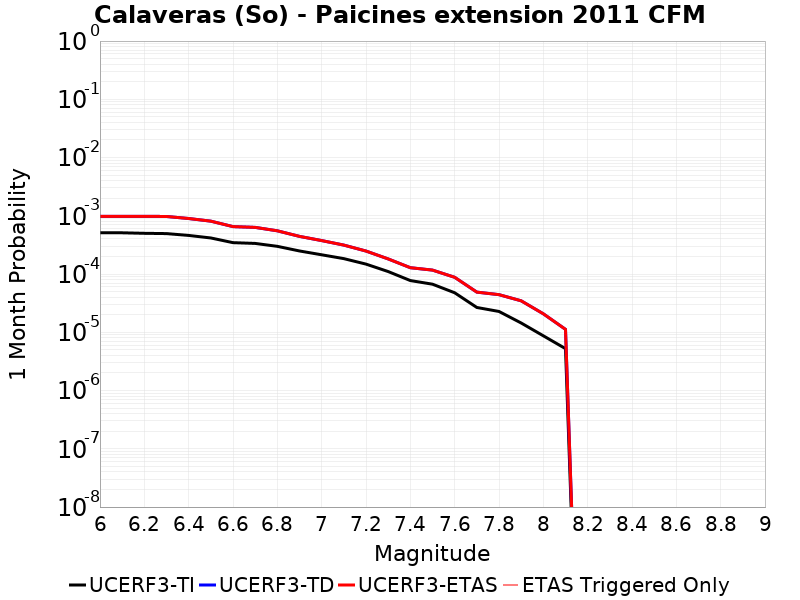 Calaveras (So) - Paicines extension 2011 CFM
10^0
10^-1
10^-2
10^-3
10^-4
10^-5
10^-6
10^-7
10^-8
1 Month Probability
6 6.2 6.4 6.6 6.8 7 7.2 7.4 7.6 7.8 8 8.2 8.4 8.6 8.8 9
Magnitude
UCERF3-TI UCERF3-TD UCERF3-ETAS ETAS Triggered Only